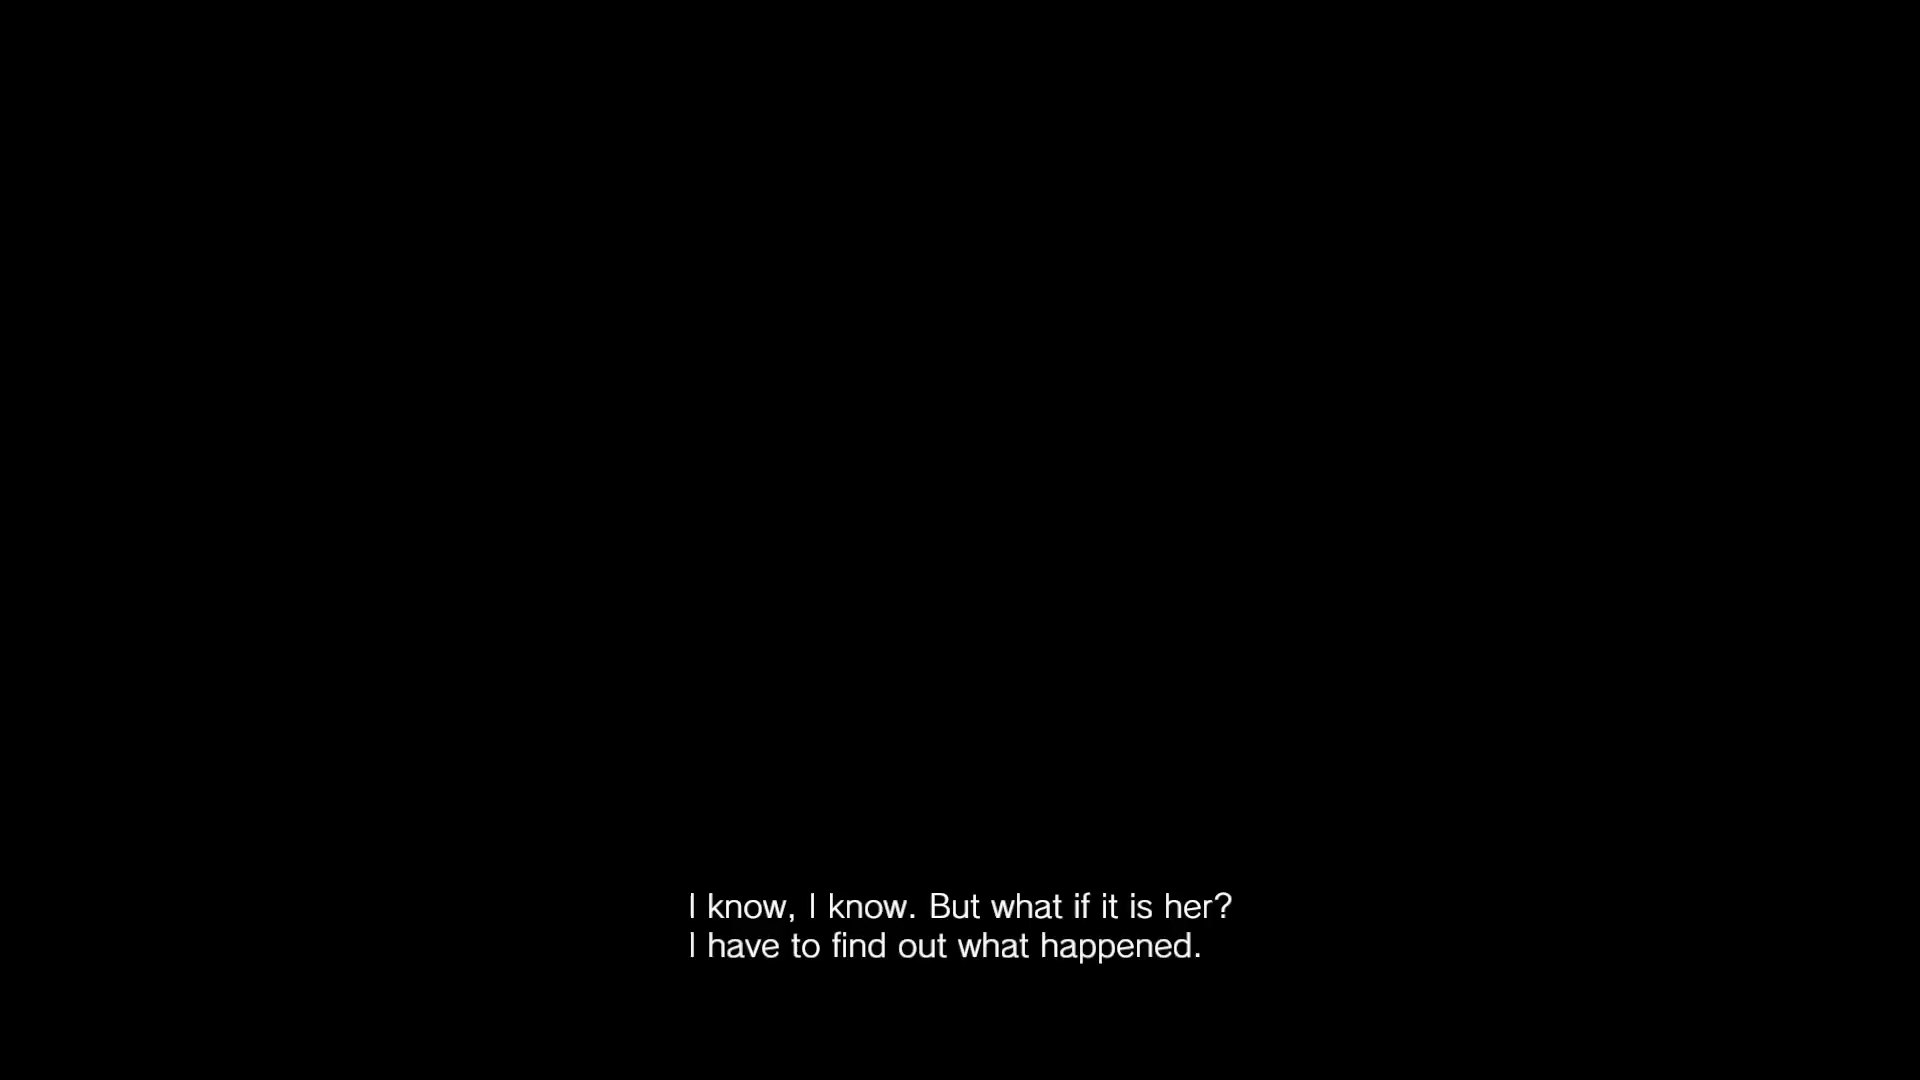 I know, I know. But what if it is her?
I have to find out what happened.